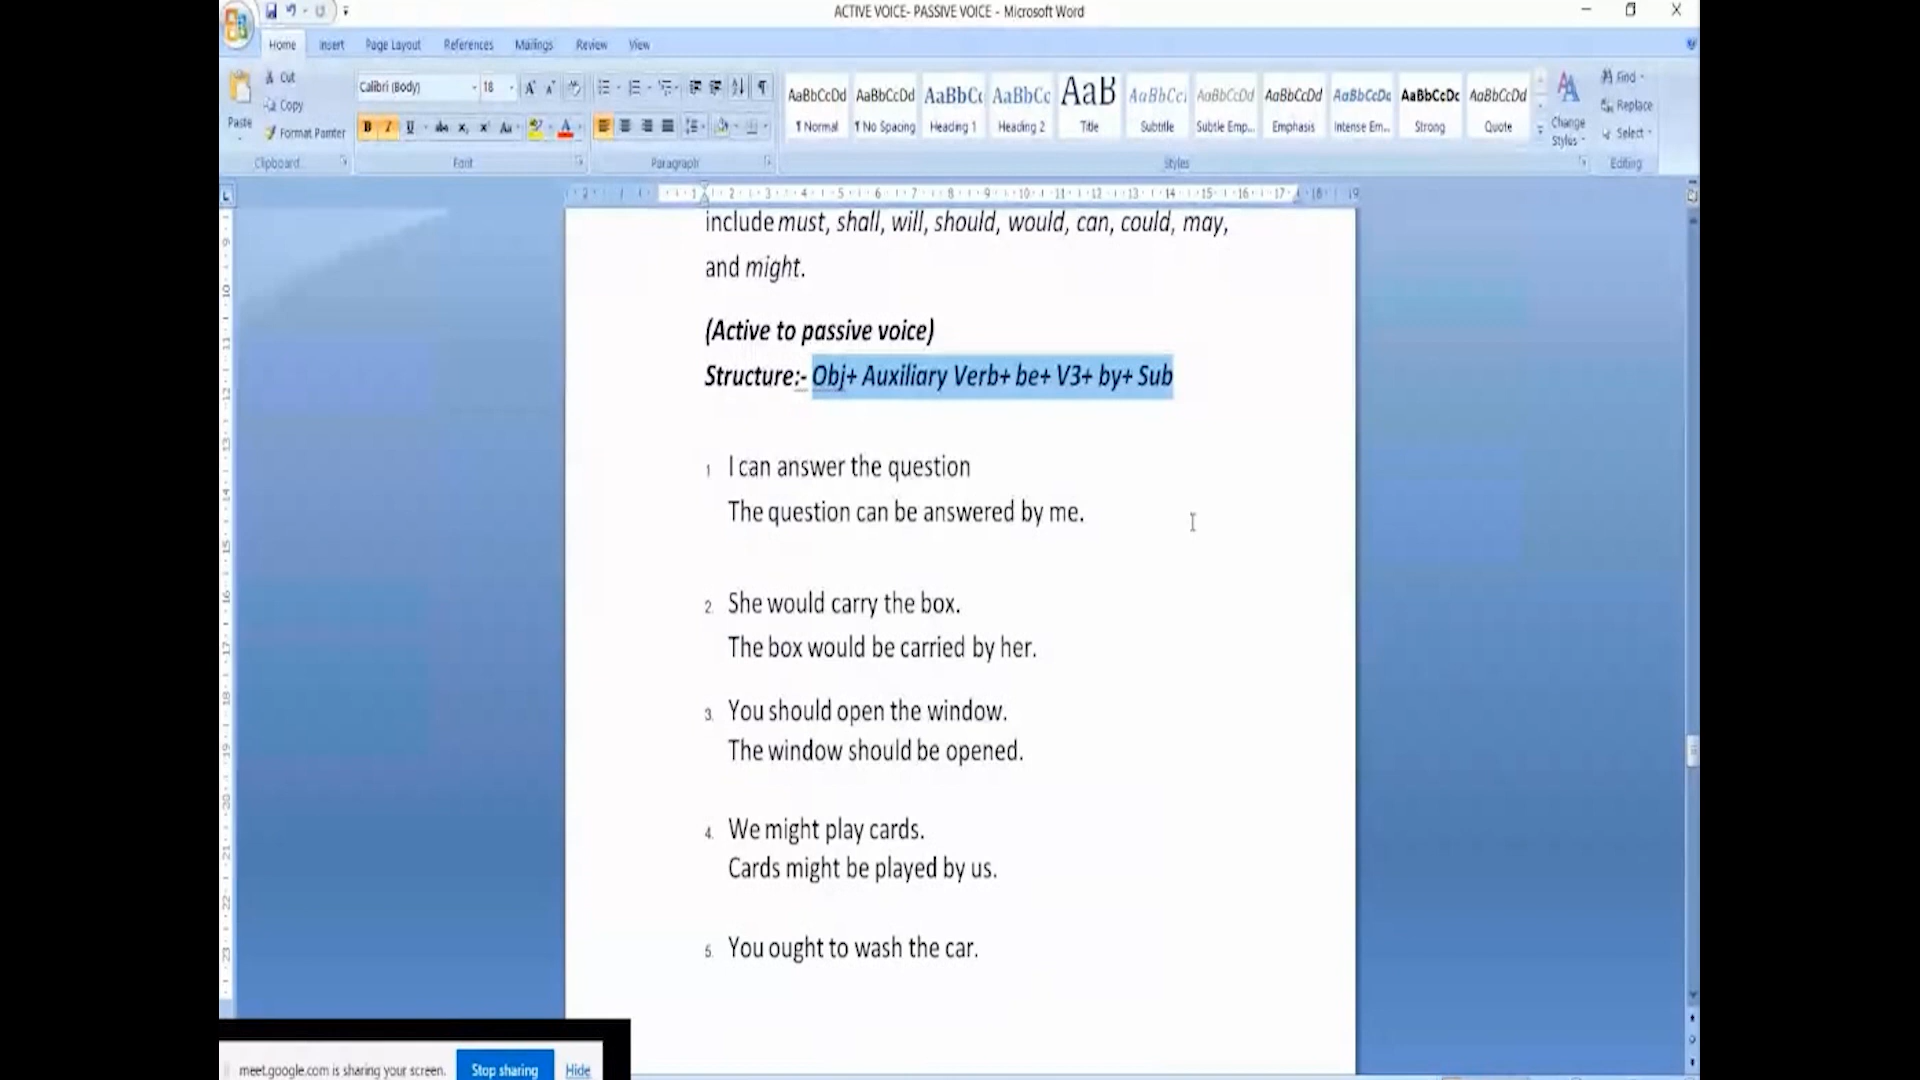 ACTIVE VOICE- PASSIVE VOICE - Microsoft Word
Home Insert Page Layout References Mailings Review View
Cut
Copy
Format Painter
Paste
Clipboard
Calibri (Body) 18
Font
Paragraph
AaBbCcDd AaBbCcDd AaBbCc AaBbCc AaB AaBbCc AaBbCcDd AaBbCcDd AaBbCcDc AaBbCcDc AaBbCcDd
¶ Normal ¶ No Spacing Heading 1 Heading 2 Title Subtitle Subtle Emp... Emphasis Intense Em... Strong Quote
Styles
Change Styles
Find
Replace
Select
Editing
include must, shall, will, should, would, can, could, may,
and might.
(Active to passive voice)
Structure:- Obj+ Auxiliary Verb+ be+ V3+ by+ Sub
1 I can answer the question
The question can be answered by me.
2. She would carry the box.
The box would be carried by her.
3. You should open the window.
The window should be opened.
4. We might play cards.
Cards might be played by us.
5. You ought to wash the car.
meet.google.com is sharing your screen. Stop sharing Hide